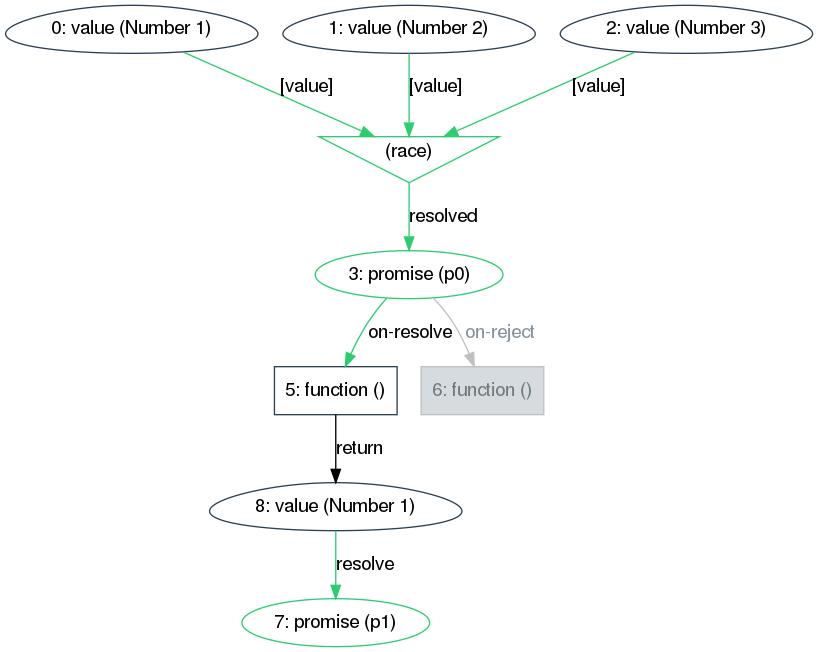 0: value (Number 1)
1: value (Number 2)
2: value (Number 3)
[value]
[value]
[value]
(race)
resolved
3: promise (p0)
on-resolve
on-reject
5: function ()
6: function ()
return
8: value (Number 1)
resolve
7: promise (p1)